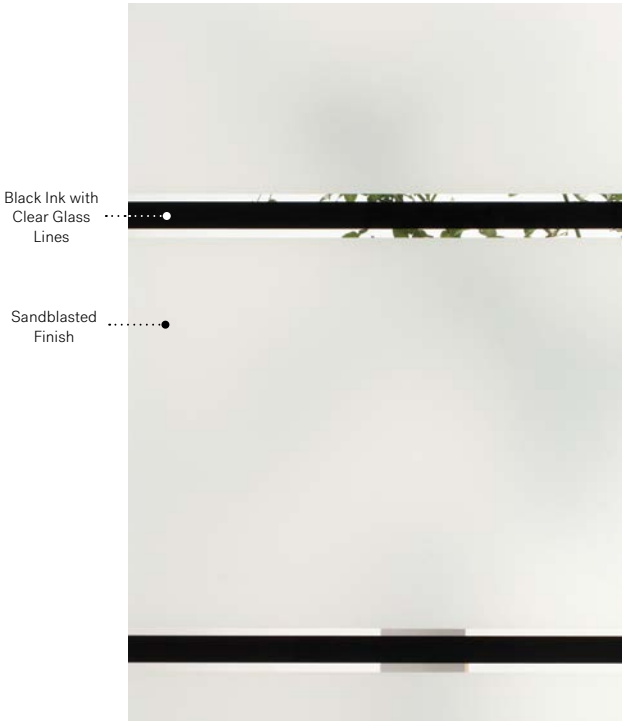 Black Ink with
Clear Glass
Lines
Sandblasted
Finish